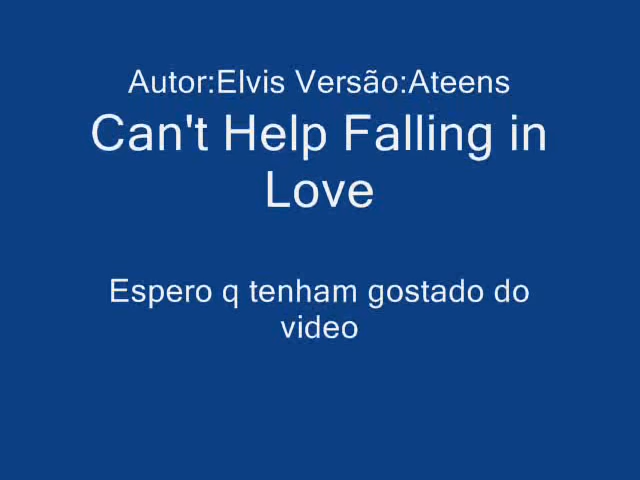 Autor:Elvis Versão:Ateens
Can't Help Falling in
Love
Espero q tenham gostado do
video